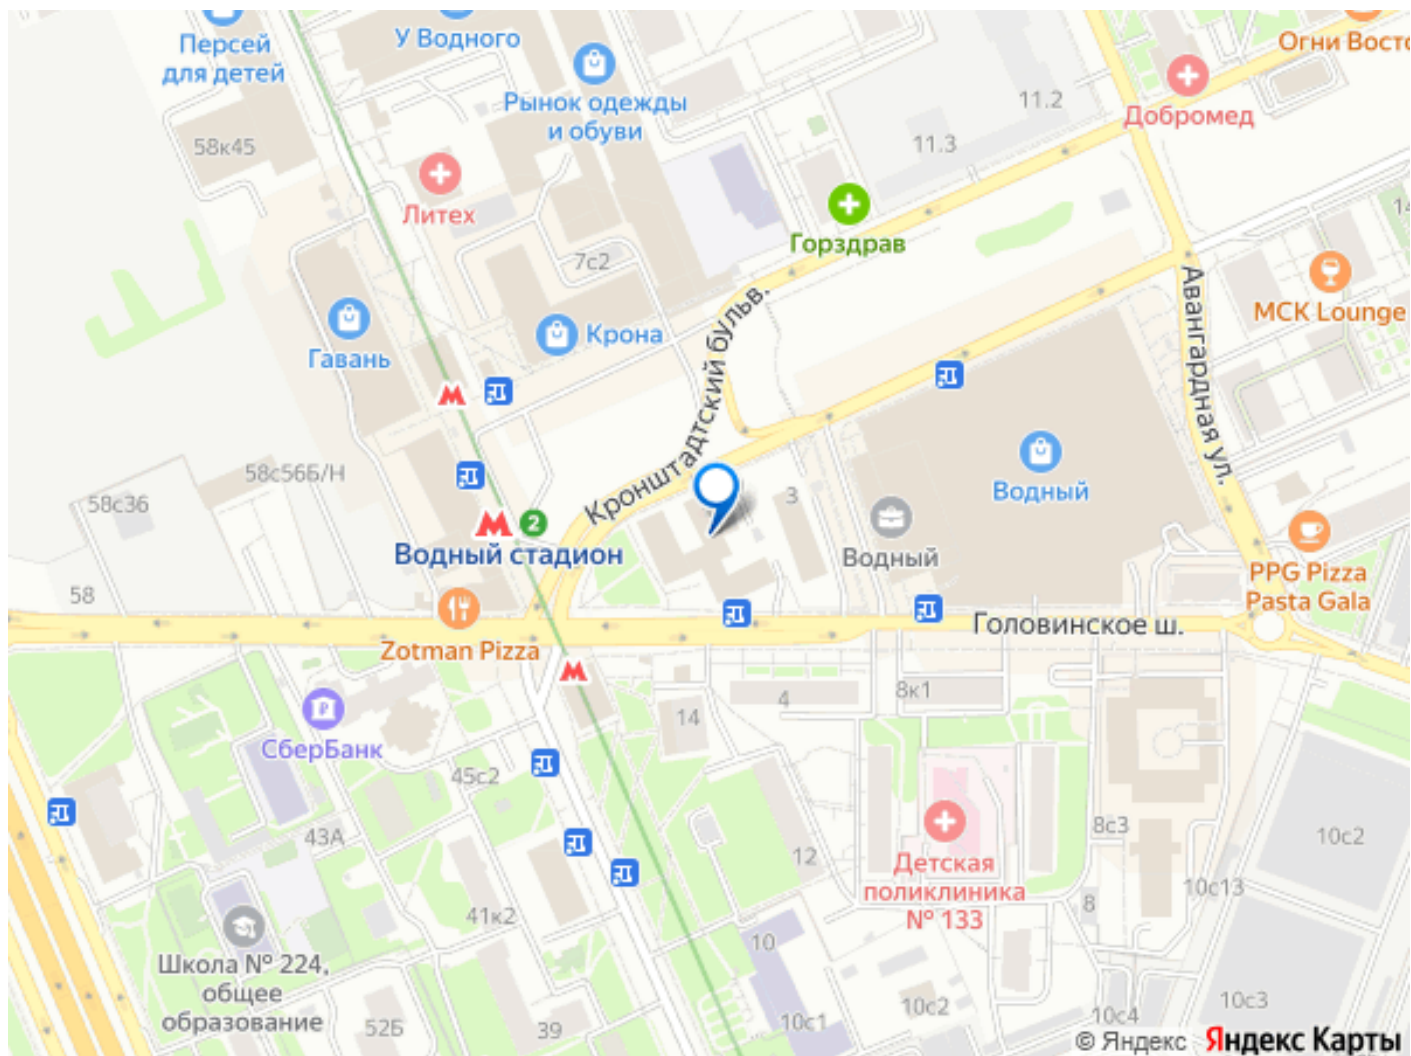 Персей
для детей
У Водного
Рынок одежды
и обуви
Огни Восто
11.2
Добромед
58к45
11.3
Литех
Горздрав
7с2
14
МСК Lounge
Крона
Гавань
Кронштадтский бульв.
Авангардная ул.
58с56Б/Н
58с36
3
Водный
Водный
2
Водный стадион
58
PPG Pizza
Pasta Gala
Головинское ш.
Zotman Pizza
8к1
4
14
СберБанк
45с2
43А
8с3
10с2
12
Детская
поликлиника
№ 133
10с13
8
41к2
10
Школа № 224,
общее
образование
52Б
39
10с1
10с2
10с4
10с3
© Яндекс Яндекс Карты